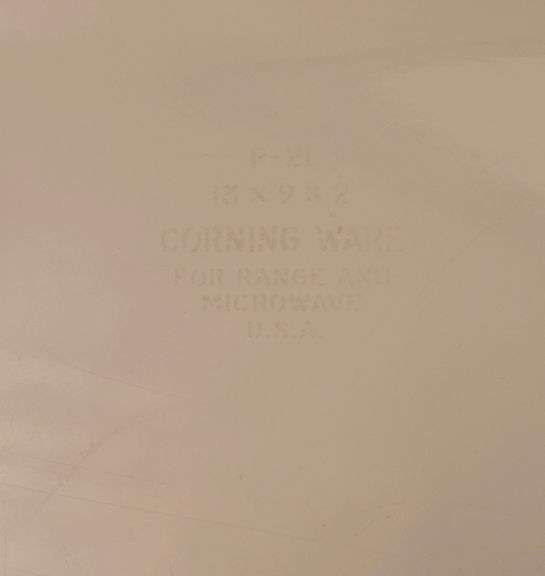 P-21
13 X 9 X 2
CORNING WARE
FOR RANGE AND
MICROWAVE
U.S.A.